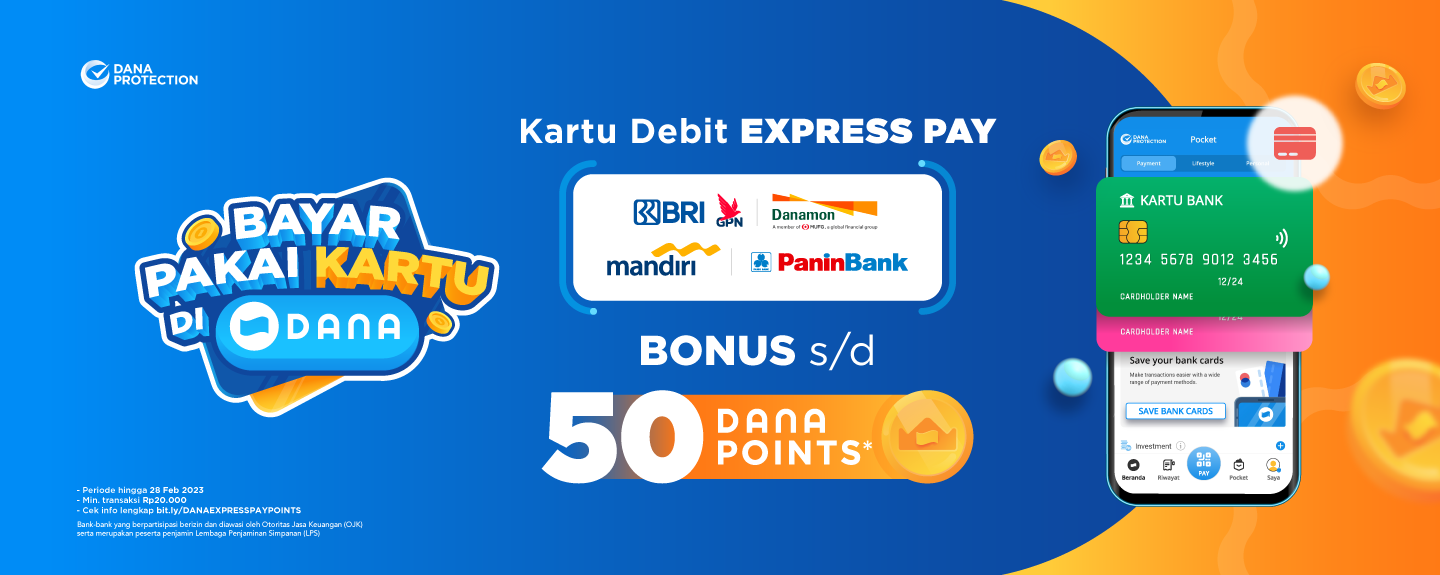 DANA
PROTECTION
BAYAR
PAKAI KARTU
DI DANA
- Periode hingga 28 Feb 2023
- Min. transaksi Rp20.000
- Cek info lengkap bit.ly/DANAEXPRESSPAYPOINTS
Bank-bank yang berpartisipasi berizin dan diawasi oleh Otoritas Jasa Keuangan (OJK)
serta merupakan peserta penjamin Lembaga Penjaminan Simpanan (LPS)
Kartu Debit EXPRESS PAY
BRI GPN
Danamon
A member of MUFG, a global financial group
mandiri
PaninBank
BONUS s/d
50 DANA
POINTS*
DANA
PROTECTION
Pocket
Payment Lifestyle
KARTU BANK
1234 5678 9012 3456
12/24
CARDHOLDER NAME
12/24
CARDHOLDER NAME
Save your bank cards
Make transactions easier with a wide
range of payment methods.
SAVE BANK CARDS
Investment
Beranda Riwayat PAY Pocket Saya